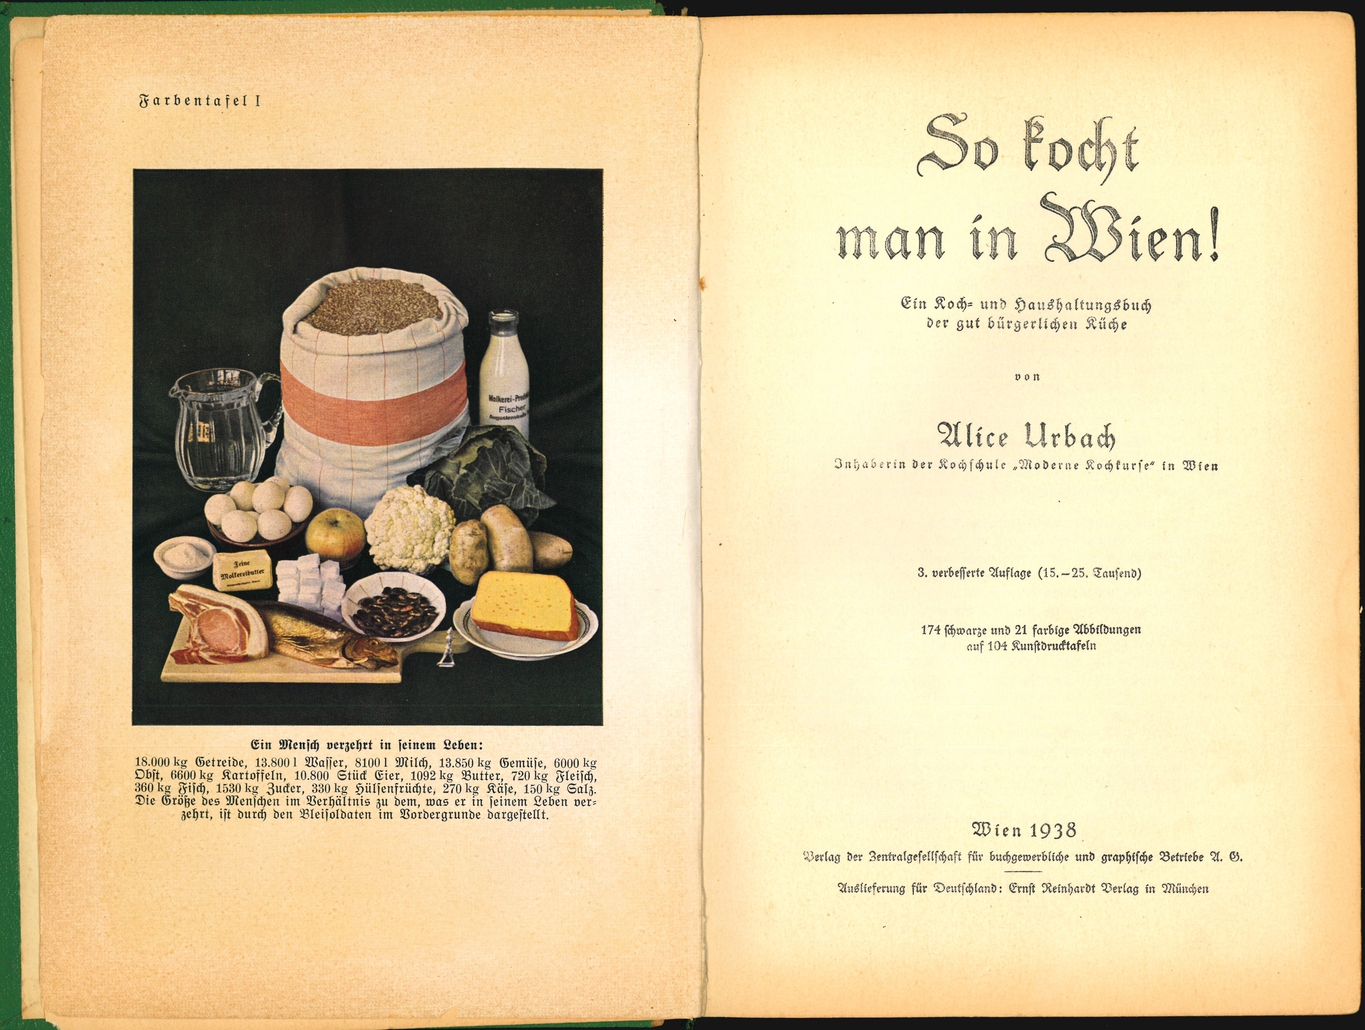 Farbentafel I
Molkerei-Prod
Fischer
Feine
Molkereibutter
Ein Mensch verzehrt in seinem Leben:
18.000 kg Getreide, 13.800 l Wasser, 8100 l Milch, 13.850 kg Gemüse, 6000 kg
Obst, 6600 kg Kartoffeln, 10.800 Stück Eier, 1092 kg Butter, 720 kg Fleisch,
360 kg Fisch, 1530 kg Zucker, 330 kg Hülsenfrüchte, 270 kg Käse, 150 kg Salz.
Die Größe des Menschen im Verhältnis zu dem, was er in seinem Leben ver-
zehrt, ist durch den Bleisoldaten im Vordergrunde dargestellt.
So kocht
man in Wien!
Ein Koch- und Haushaltungsbuch
der gut bürgerlichen Küche
von
Alice Urbach
Inhaberin der Kochschule „Moderne Kochkurse“ in Wien
3. verbesserte Auflage (15.–25. Tausend)
174 schwarze und 21 farbige Abbildungen
auf 104 Kunstdrucktafeln
Wien 1938
Verlag der Zentralgesellschaft für buchgewerbliche und graphische Betriebe A. G.
Auslieferung für Deutschland: Ernst Reinhardt Verlag in München